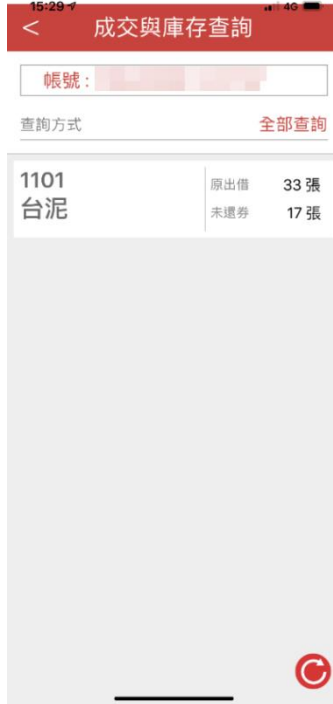 15:29 4G
< 成交與庫存查詢
帳號：
查詢方式 全部查詢
1101 原出借 33 張
台泥 未還券 17 張